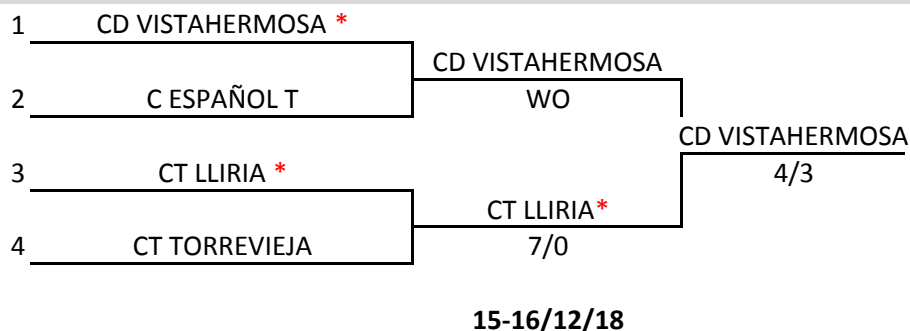 1 CD VISTAHERMOSA *
CD VISTAHERMOSA
2 C ESPAÑOL T WO
CD VISTAHERMOSA
3 CT LLIRIA * 4/3
CT LLIRIA*
4 CT TORREVIEJA 7/0
15-16/12/18